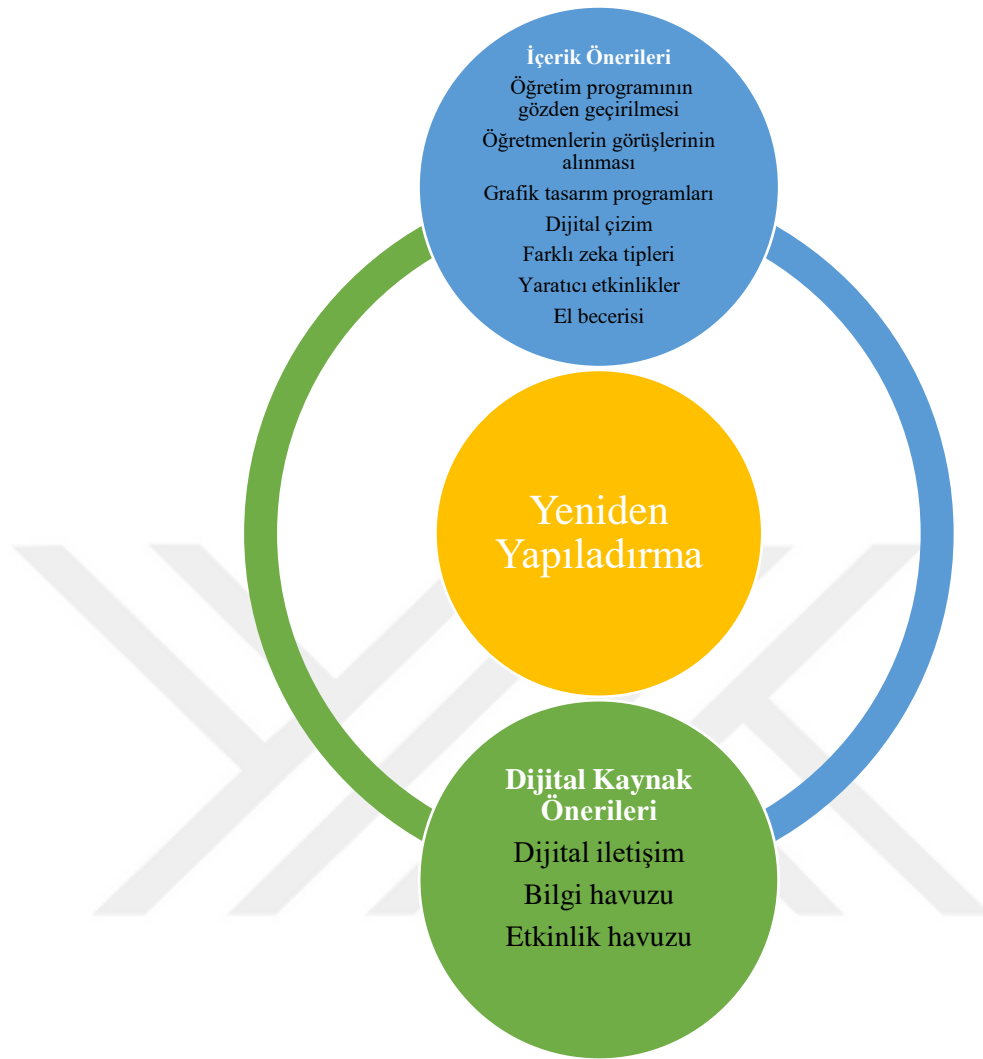 İçerik Önerileri
Öğretim programının
gözden geçirilmesi
Öğretmenlerin görüşlerinin
alınması
Grafik tasarım programları
Dijital çizim
Farklı zeka tipleri
Yaratıcı etkinlikler
El becerisi
Yeniden
Yapıladırma
Dijital Kaynak
Önerileri
Dijital iletişim
Bilgi havuzu
Etkinlik havuzu